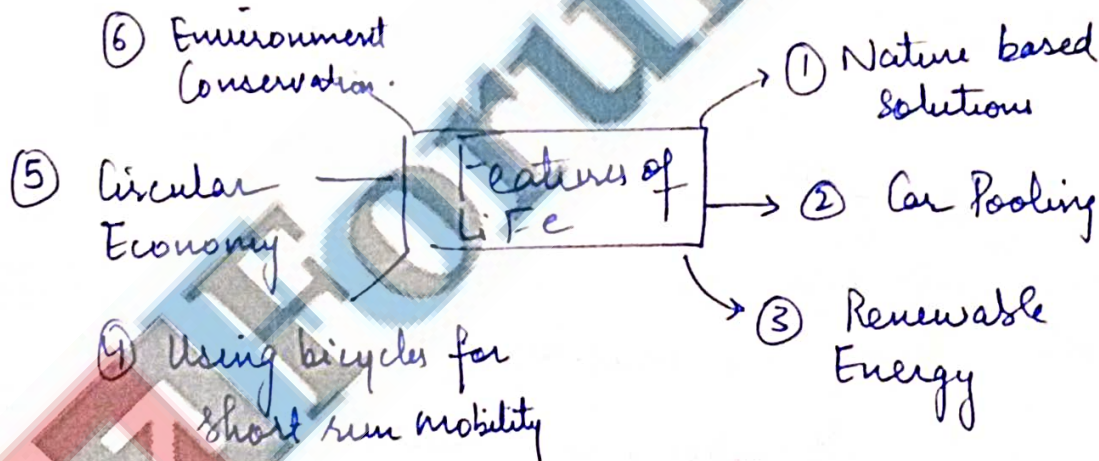 ⑥ Environment
Conservation.
① Nature based
solutions
⑤ Circular
Economy
Features of
LiFe
② Car Pooling
③ Renewable
Energy
④ Using bicycles for
short run mobility